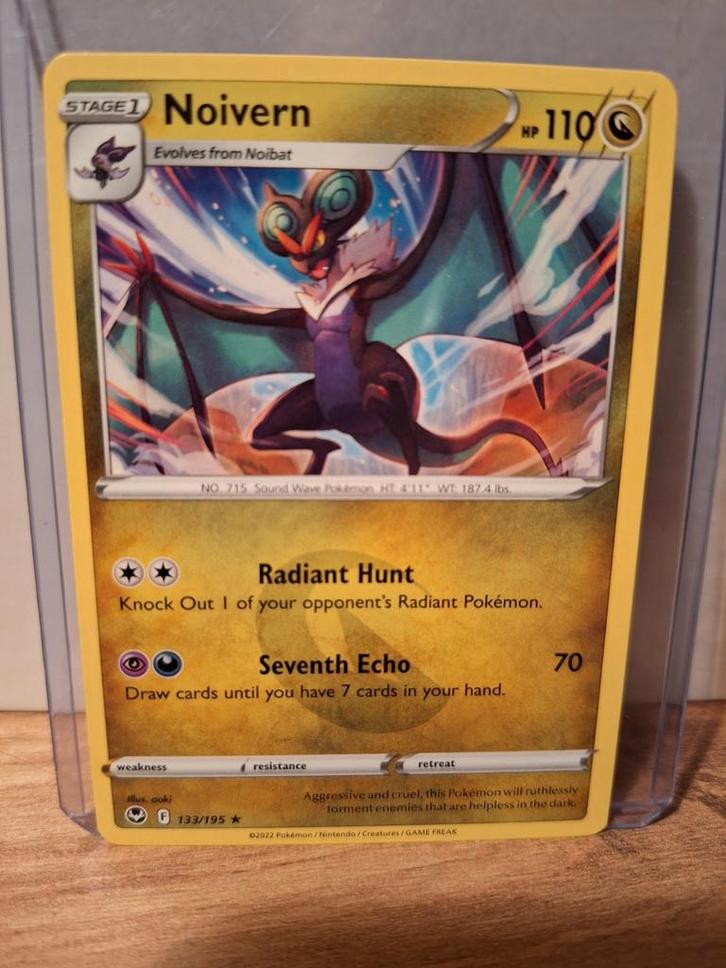 STAGE 1 Noivern HP 110
Evolves from Noibat
NO. 715 Sound Wave Pokémon HT: 4'11" WT: 187.4 lbs.
Radiant Hunt
Knock Out 1 of your opponent's Radiant Pokémon.
Seventh Echo 70
Draw cards until you have 7 cards in your hand.
weakness resistance retreat
Illus. ooki
Aggressive and cruel, this Pokémon will ruthlessly
torment enemies that are helpless in the dark.
F 133/195 ★
©2022 Pokémon / Nintendo / Creatures / GAME FREAK